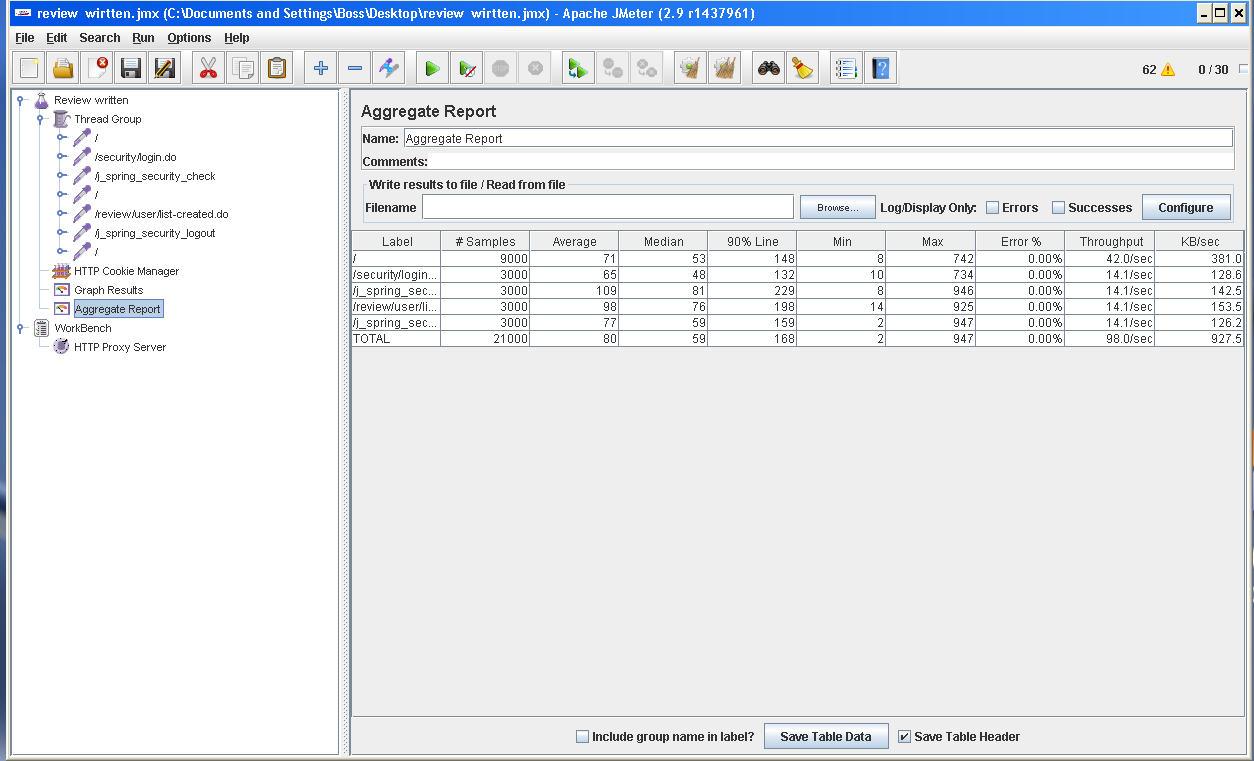 review wirtten.jmx (C:\Documents and Settings\Boss\Desktop\review wirtten.jmx) - Apache JMeter (2.9 r1437961)
File Edit Search Run Options Help
62 0 / 30
Review written
Thread Group
/
/security/login.do
/j_spring_security_check
/
/review/user/list-created.do
/j_spring_security_logout
/
HTTP Cookie Manager
Graph Results
Aggregate Report
WorkBench
HTTP Proxy Server
Aggregate Report
Name: Aggregate Report
Comments:
Write results to file / Read from file
Filename Browse... Log/Display Only: Errors Successes Configure
Label # Samples Average Median 90% Line Min Max Error % Throughput KB/sec
/ 9000 71 53 148 8 742 0.00% 42.0/sec 381.0
/security/login... 3000 65 48 132 10 734 0.00% 14.1/sec 128.6
/j_spring_sec... 3000 109 81 229 8 946 0.00% 14.1/sec 142.5
/review/user/li... 3000 98 76 198 14 925 0.00% 14.1/sec 153.5
/j_spring_sec... 3000 77 59 159 2 947 0.00% 14.1/sec 126.2
TOTAL 21000 80 59 168 2 947 0.00% 98.0/sec 927.5
Include group name in label? Save Table Data Save Table Header